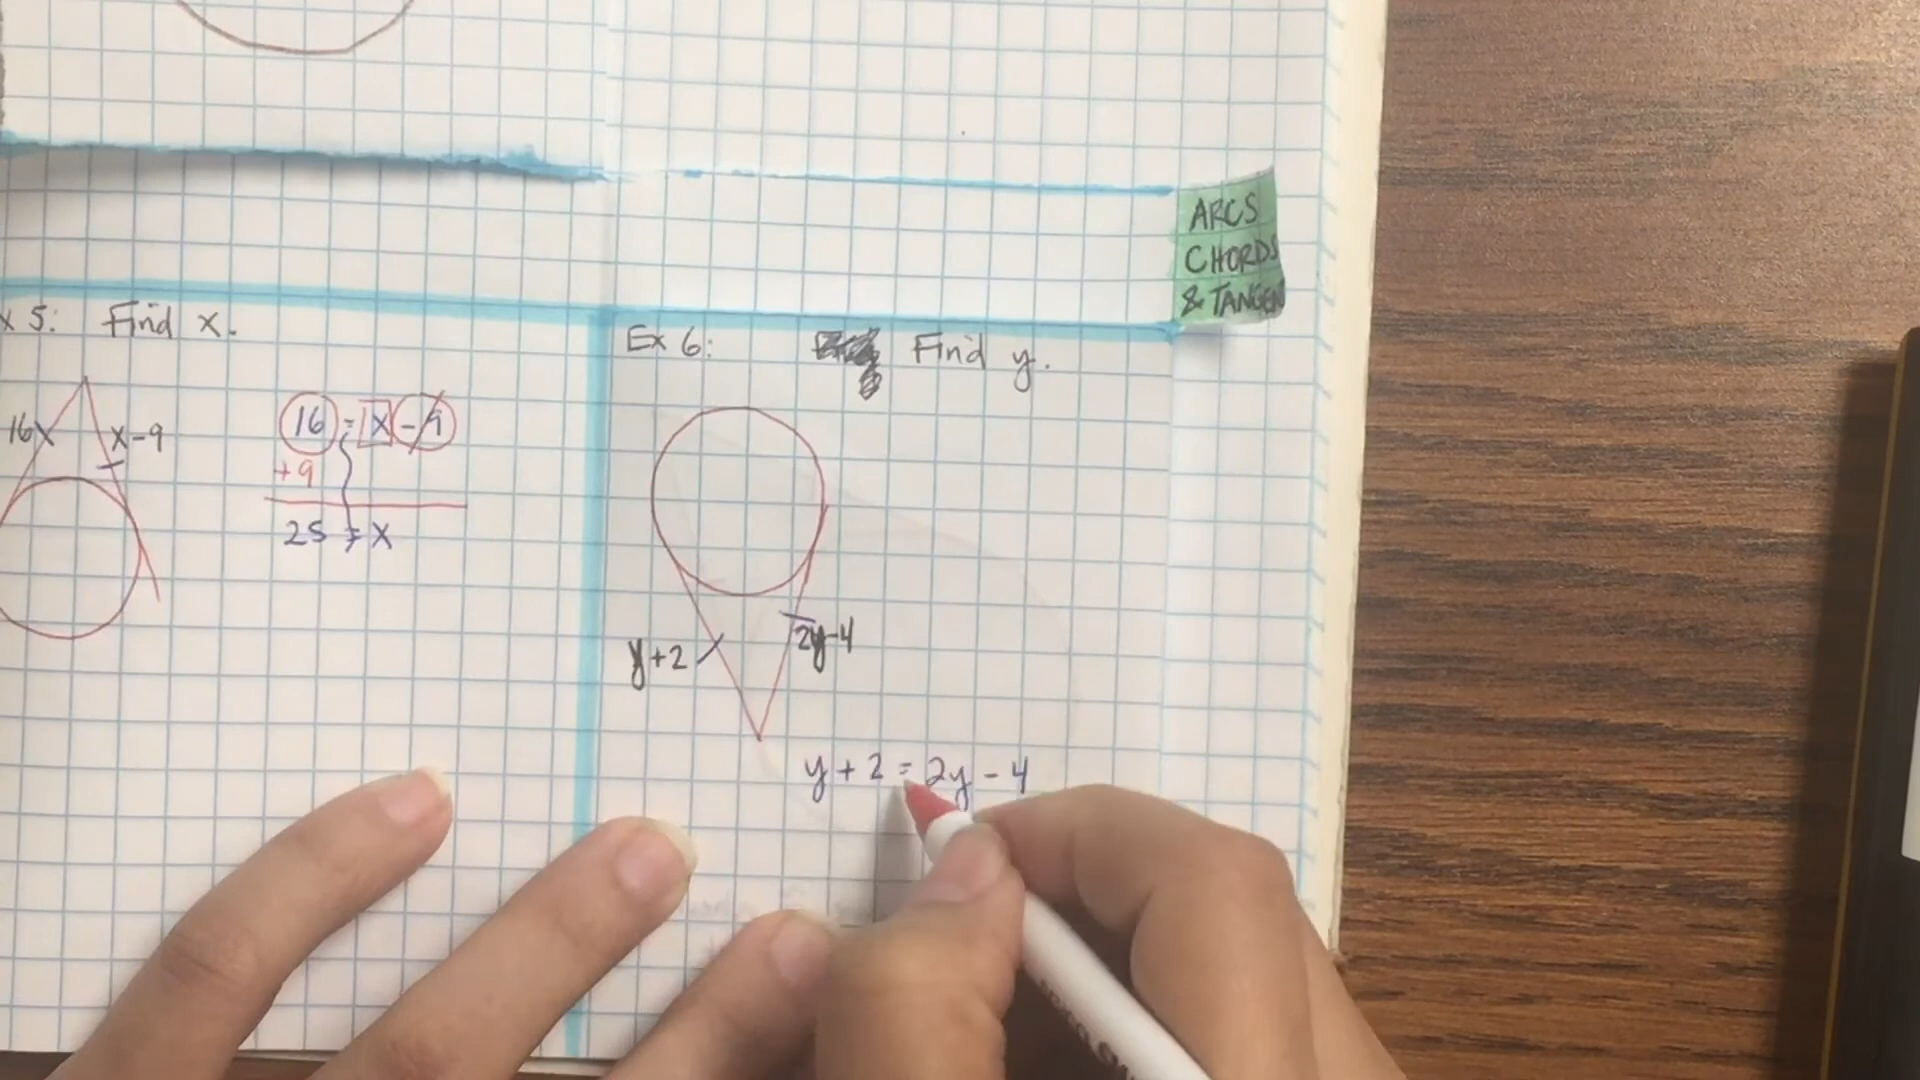 ARCS
CHORDS
& TANGEN
x 5: Find x.
16
x-9
16 = x - 9
+9
25 = x
Ex 6: Find y.
y+2
2y-4
y + 2 = 2y - 4